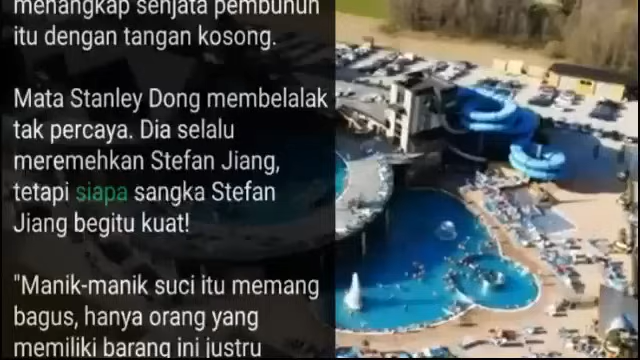 menangkap senjata pembunuh
itu dengan tangan kosong.
Mata Stanley Dong membelalak
tak percaya. Dia selalu
meremehkan Stefan Jiang,
tetapi siapa sangka Stefan
Jiang begitu kuat!
"Manik-manik suci itu memang
bagus, hanya orang yang
memiliki barang ini justru